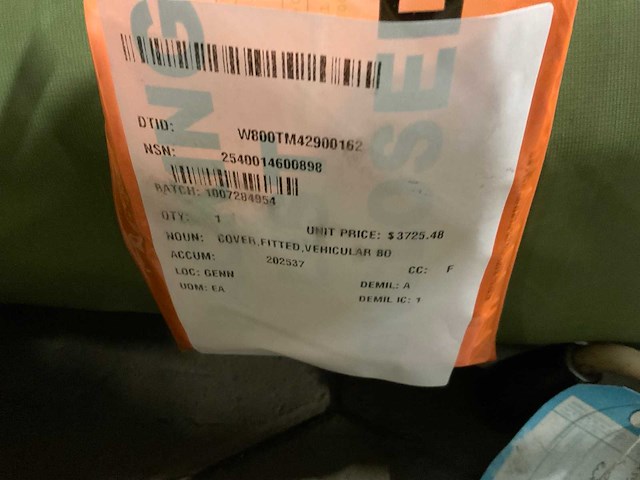 DTID: W800TM42900162
NSN: 2540014600898
BATCH: 1007284954
QTY: 1 UNIT PRICE: $3725.48
NOUN: COVER,FITTED,VEHICULAR BO
ACCUM: 202537 CC: F
LOC: GENN DEMIL: A
UOM: EA DEMIL IC: 1